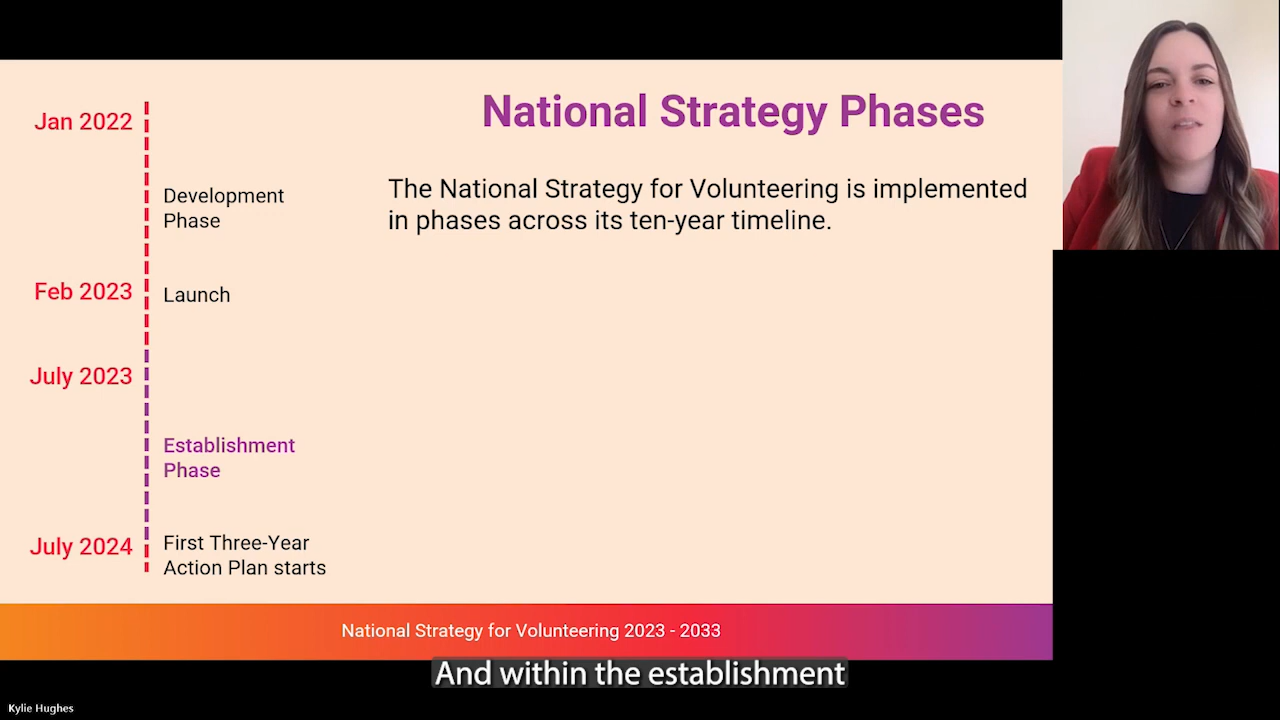 National Strategy Phases
Jan 2022
Development
Phase
The National Strategy for Volunteering is implemented
in phases across its ten-year timeline.
Feb 2023
Launch
July 2023
Establishment
Phase
July 2024
First Three-Year
Action Plan starts
National Strategy for Volunteering 2023 - 2033
And within the establishment
Kylie Hughes